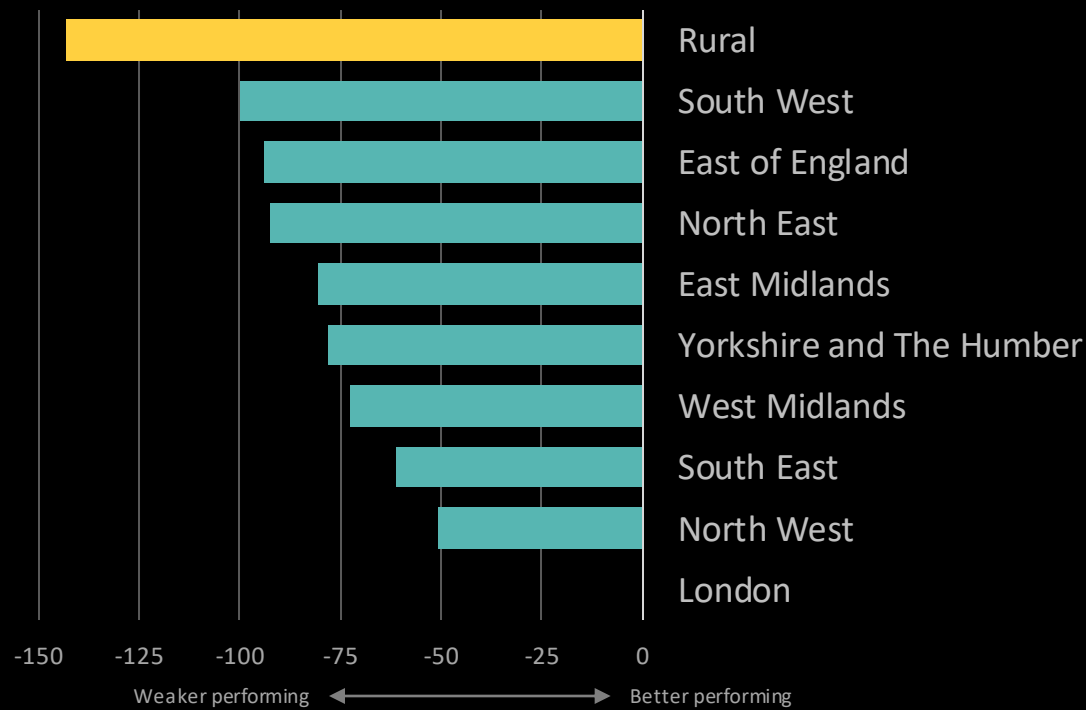 Rural
South West
East of England
North East
East Midlands
Yorkshire and The Humber
West Midlands
South East
North West
London
-150 -125 -100 -75 -50 -25 0
Weaker performing Better performing